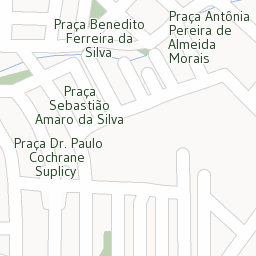 Praça Benedito
Ferreira da
Silva
Praça Antônia
Pereira de
Almeida
Morais
Praça
Sebastião
Amaro da Silva
Praça Dr. Paulo
Cochrane
Suplicy